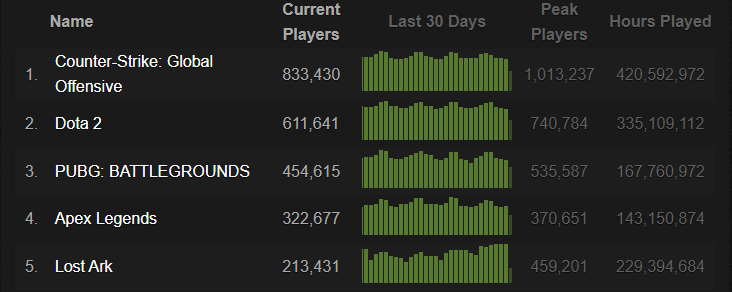 Name Current Players Last 30 Days Peak Players Hours Played
1. Counter-Strike: Global Offensive 833,430 1,013,237 420,592,972
2. Dota 2 611,641 740,784 335,109,112
3. PUBG: BATTLEGROUNDS 454,615 535,587 167,760,972
4. Apex Legends 322,677 370,651 143,150,874
5. Lost Ark 213,431 459,201 229,394,684